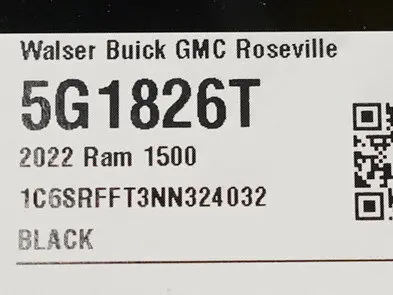 Walser Buick GMC Roseville
5G1826T
2022 Ram 1500
1C6SRFFT3NN324032
BLACK